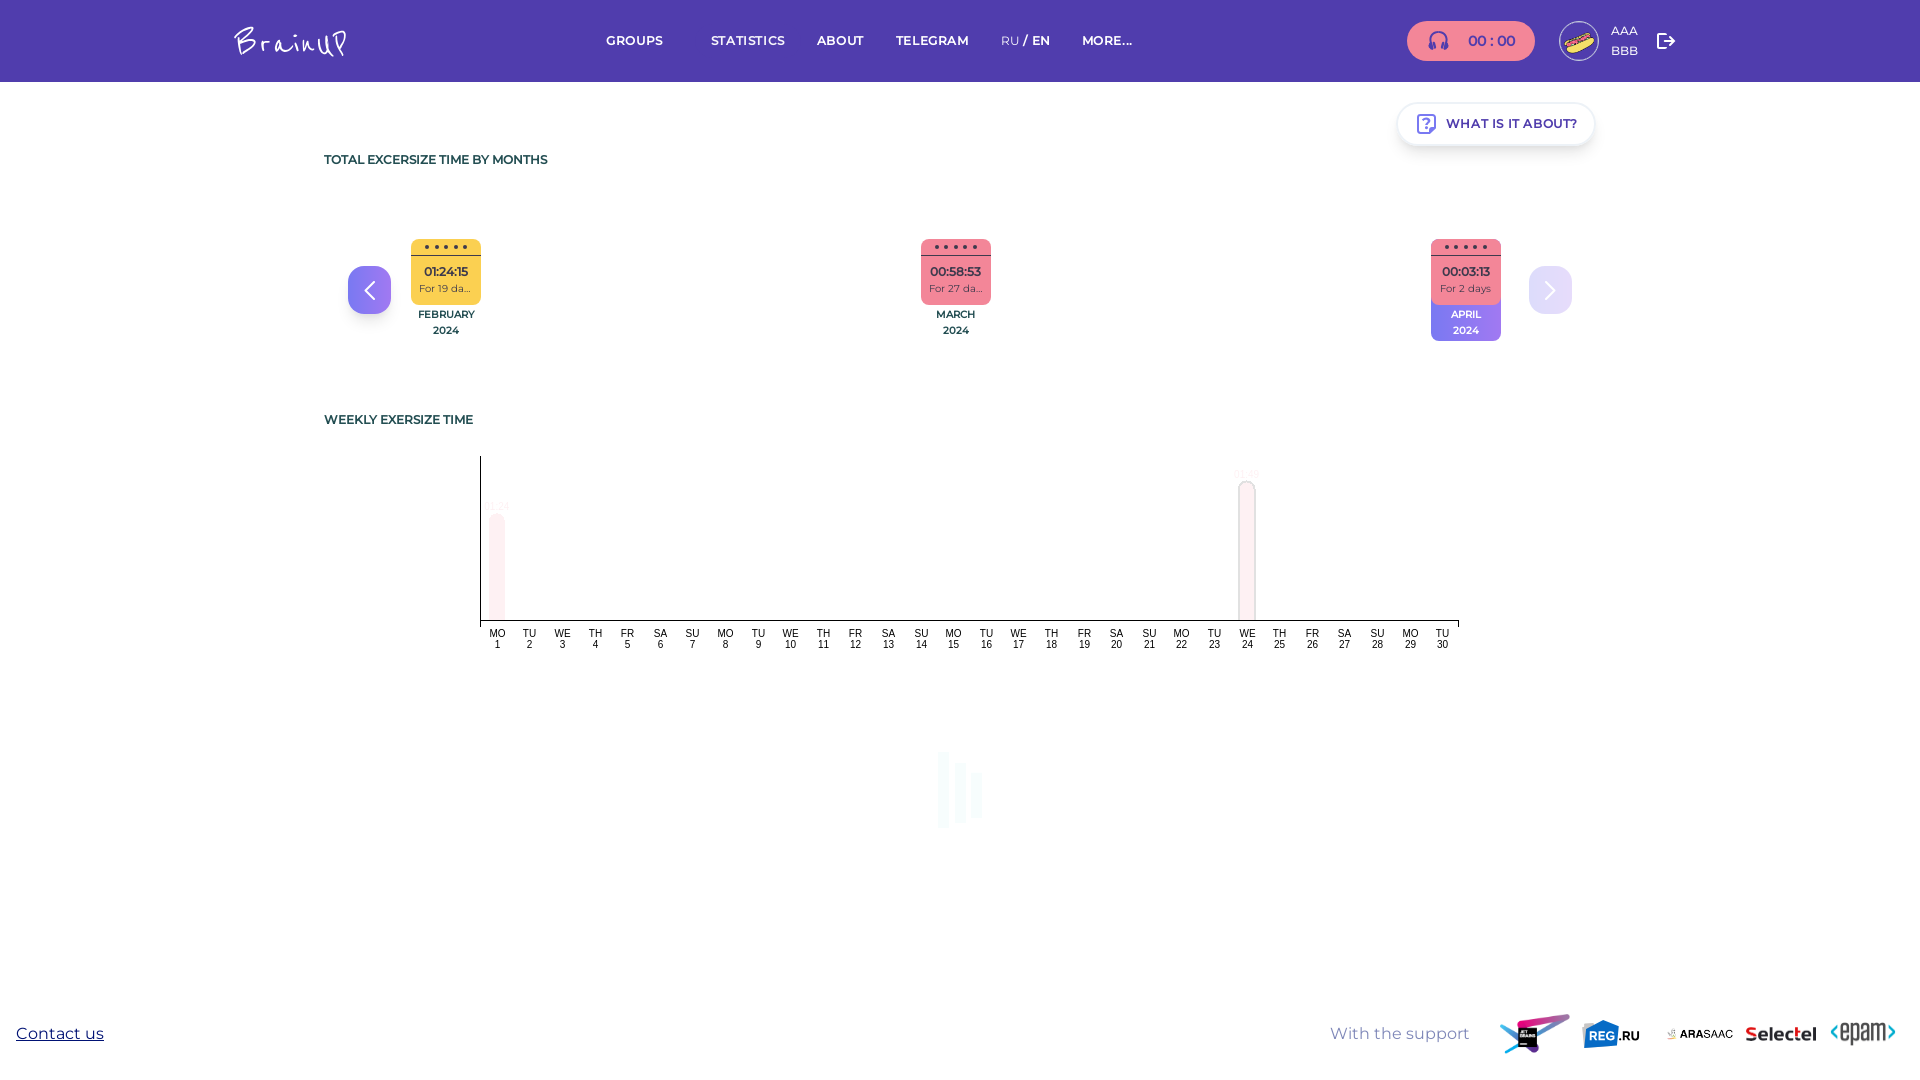 BrainUP
GROUPS
STATISTICS
ABOUT
TELEGRAM
RU / EN
MORE...
00 : 00
AAA
BBB
WHAT IS IT ABOUT?
TOTAL EXCERSIZE TIME BY MONTHS
01:24:15
For 19 da...
FEBRUARY
2024
00:58:53
For 27 da...
MARCH
2024
00:03:13
For 2 days
APRIL
2024
WEEKLY EXERSIZE TIME
MO TU WE TH FR SA SU MO TU WE TH FR SA SU MO TU WE TH FR SA SU MO TU WE TH FR SA SU MO TU
1 2 3 4 5 6 7 8 9 10 11 12 13 14 15 16 17 18 19 20 21 22 23 24 25 26 27 28 29 30
Contact us
With the support
JET BRAINS
REG.RU
ARASAAC
Selectel
<epam>